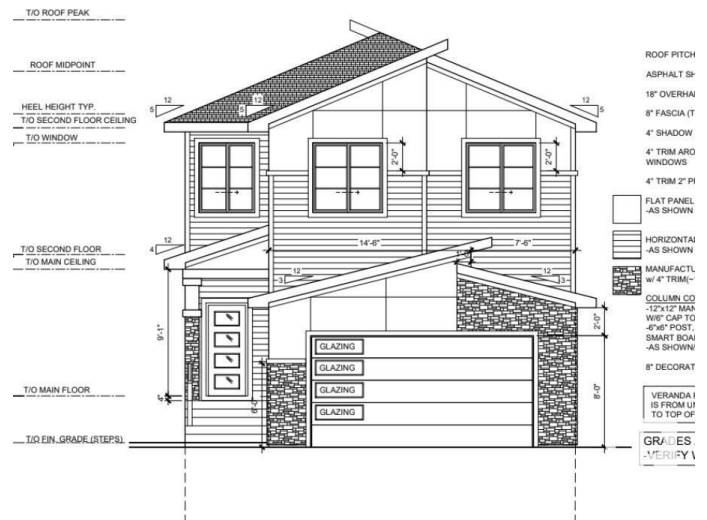 T/O ROOF PEAK
ROOF MIDPOINT
HEEL HEIGHT TYP.
T/O SECOND FLOOR CEILING
T/O WINDOW
T/O SECOND FLOOR
T/O MAIN CEILING
T/O MAIN FLOOR
T/O FIN. GRADE (STEPS)
12
5
12
5
12
5
2'-0"
2'-0"
14'-6"
7'-6"
12
4
12
3
12
3
9'-1"
4"
6'-0"
2'-0"
8'-0"
GLAZING
GLAZING
GLAZING
GLAZING
ROOF PITCH
ASPHALT SH
18" OVERHA
8" FASCIA (T
4" SHADOW
4" TRIM ARO
WINDOWS
4" TRIM 2" P
FLAT PANEL
-AS SHOWN
HORIZONTA
-AS SHOWN
MANUFACTU
w/ 4" TRIM(~
COLUMN CO
-12"x12" MAN
W/6" CAP TO
-6"x6" POST,
SMART BOA
-AS SHOWN/
8" DECORAT
VERANDA
IS FROM U
TO TOP OF
GRADES
-VERIFY